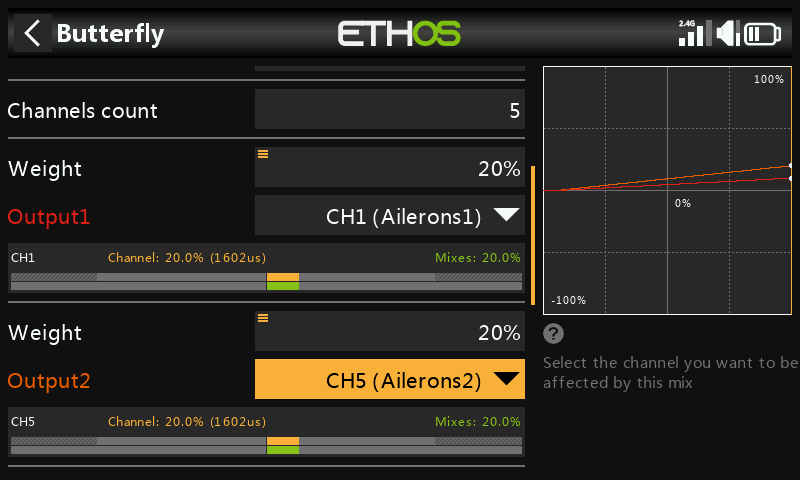 Butterfly
ETHOS
2.4G
Channels count
5
Weight
20%
Output1
CH1 (Ailerons1)
CH1
Channel: 20.0% (1602us)
Mixes: 20.0%
Weight
20%
Output2
CH5 (Ailerons2)
CH5
Channel: 20.0% (1602us)
Mixes: 20.0%
100%
0%
-100%
?
Select the channel you want to be
affected by this mix